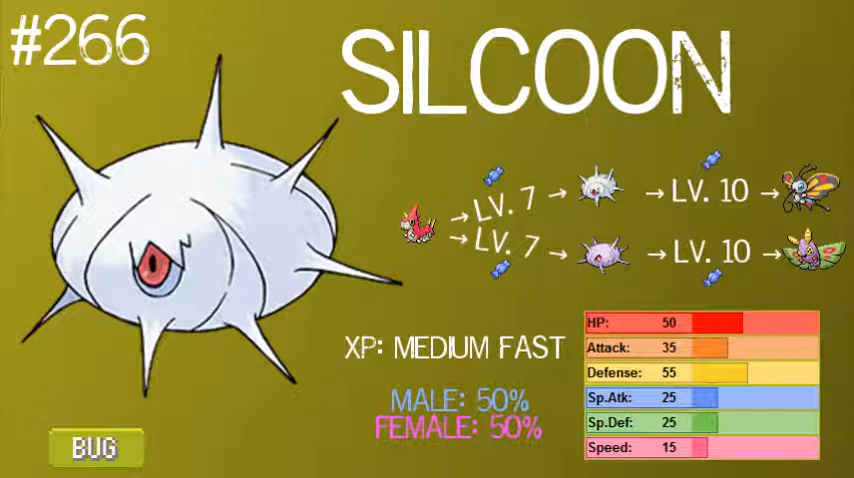 #266
SILCOON
→ LV. 7 → → LV. 10 →
→ LV. 7 → → LV. 10 →
XP: MEDIUM FAST
MALE: 50%
FEMALE: 50%
HP: 50
Attack: 35
Defense: 55
Sp.Atk: 25
Sp.Def: 25
Speed: 15
BUG